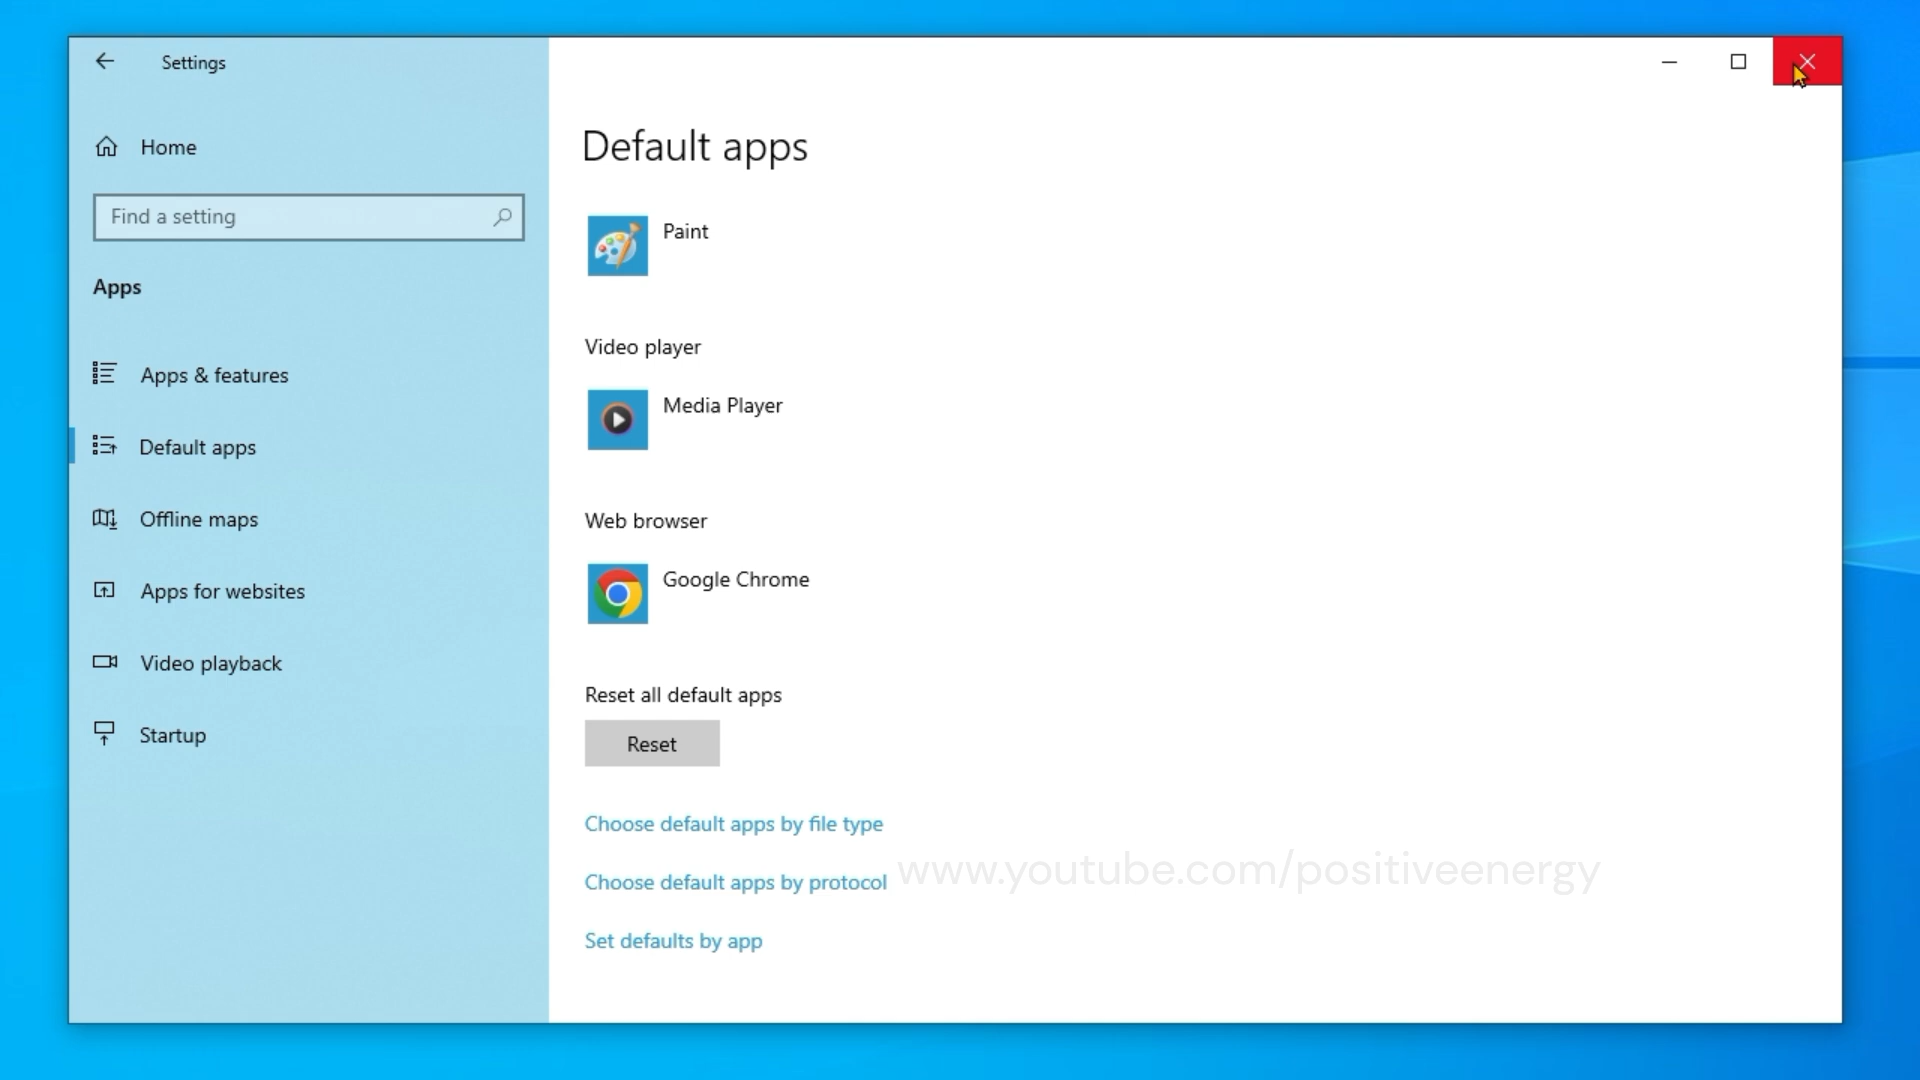 Settings
Home
Find a setting
Apps
Apps & features
Default apps
Offline maps
Apps for websites
Video playback
Startup
Default apps
Paint
Video player
Media Player
Web browser
Google Chrome
Reset all default apps
Reset
Choose default apps by file type
Choose default apps by protocol
Set defaults by app
www.youtube.com/positiveenergy